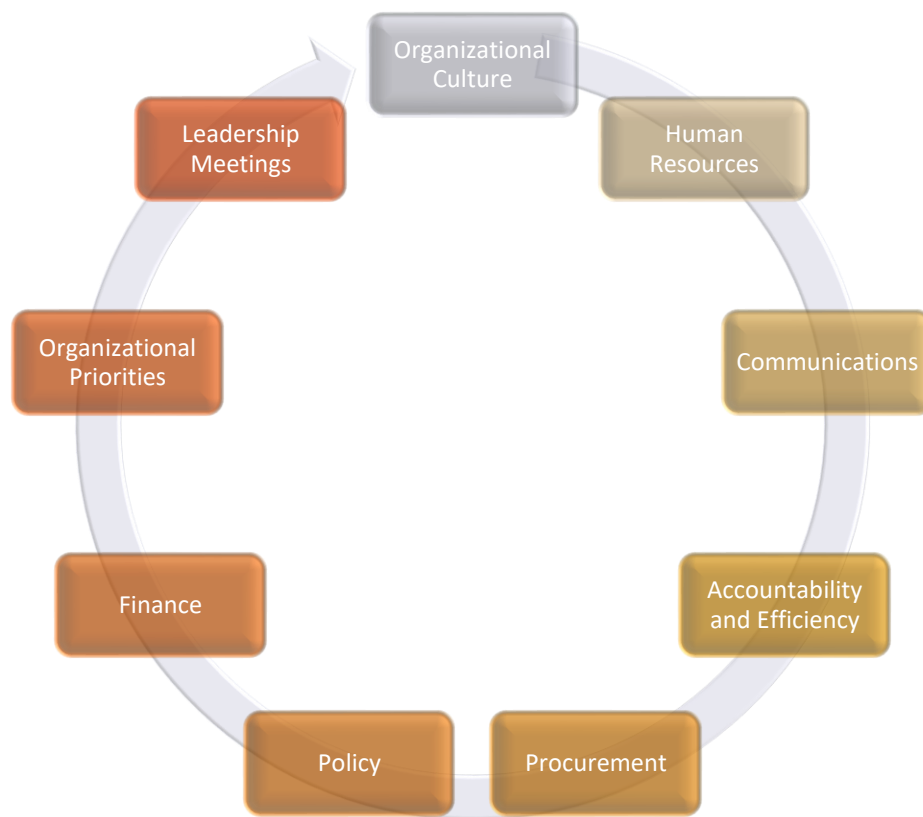 Organizational
Culture
Human
Resources
Communications
Accountability
and Efficiency
Procurement
Policy
Finance
Organizational
Priorities
Leadership
Meetings